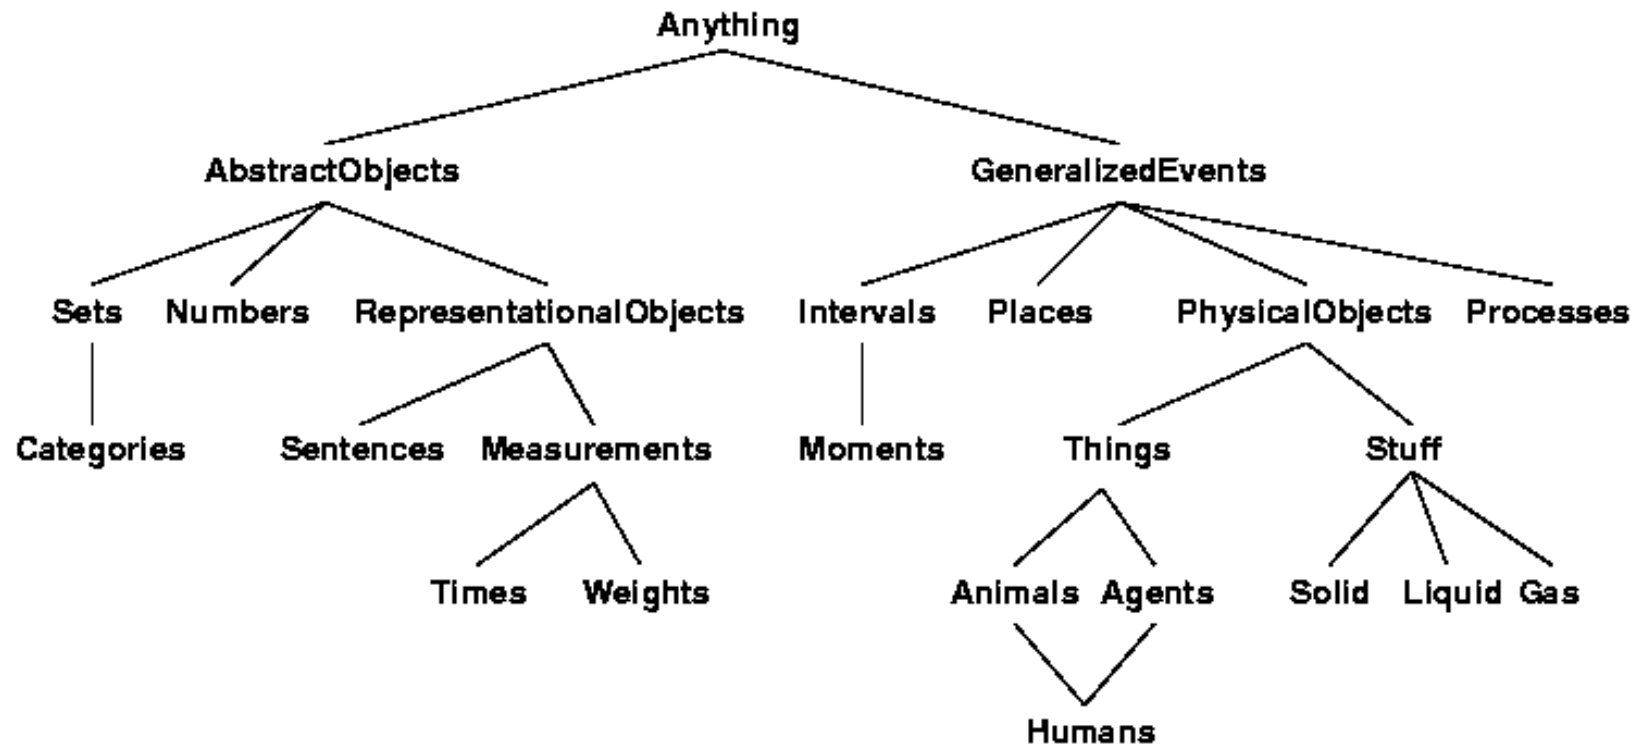 Anything
AbstractObjects GeneralizedEvents
Sets Numbers RepresentationalObjects Intervals Places PhysicalObjects Processes
Categories Sentences Measurements Moments Things Stuff
Times Weights Animals Agents Solid Liquid Gas
Humans